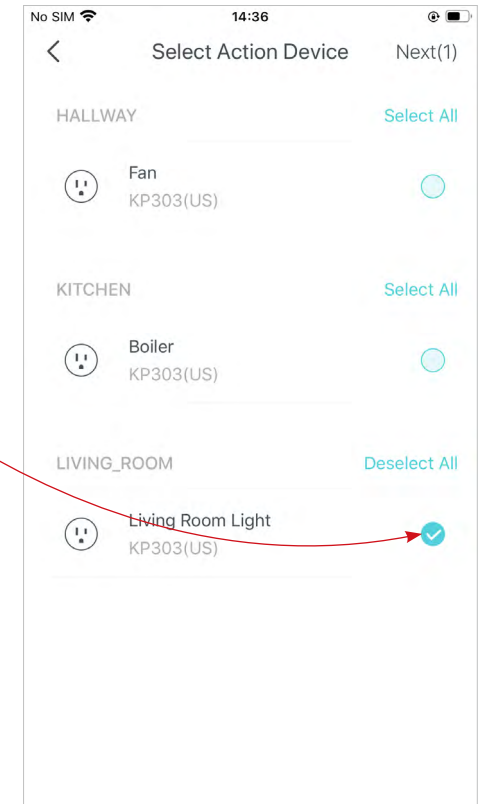 No SIM 14:36
Select Action Device Next(1)
HALLWAY Select All
Fan
KP303(US)
KITCHEN Select All
Boiler
KP303(US)
LIVING_ROOM Deselect All
Living Room Light
KP303(US)